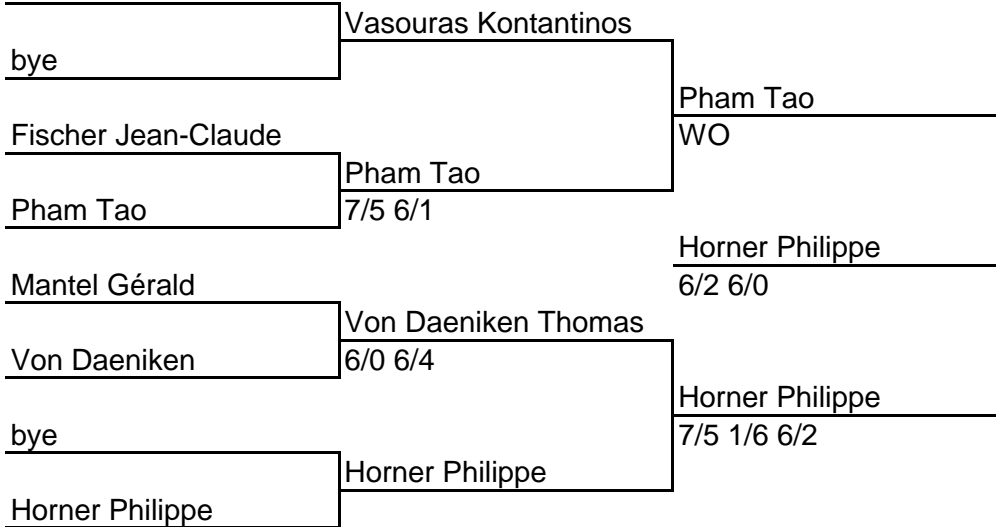 Vasouras Kontantinos
bye
Pham Tao
Fischer Jean-Claude
WO
Pham Tao
Pham Tao
7/5 6/1
Horner Philippe
Mantel Gérald
6/2 6/0
Von Daeniken Thomas
Von Daeniken
6/0 6/4
Horner Philippe
bye
7/5 1/6 6/2
Horner Philippe
Horner Philippe